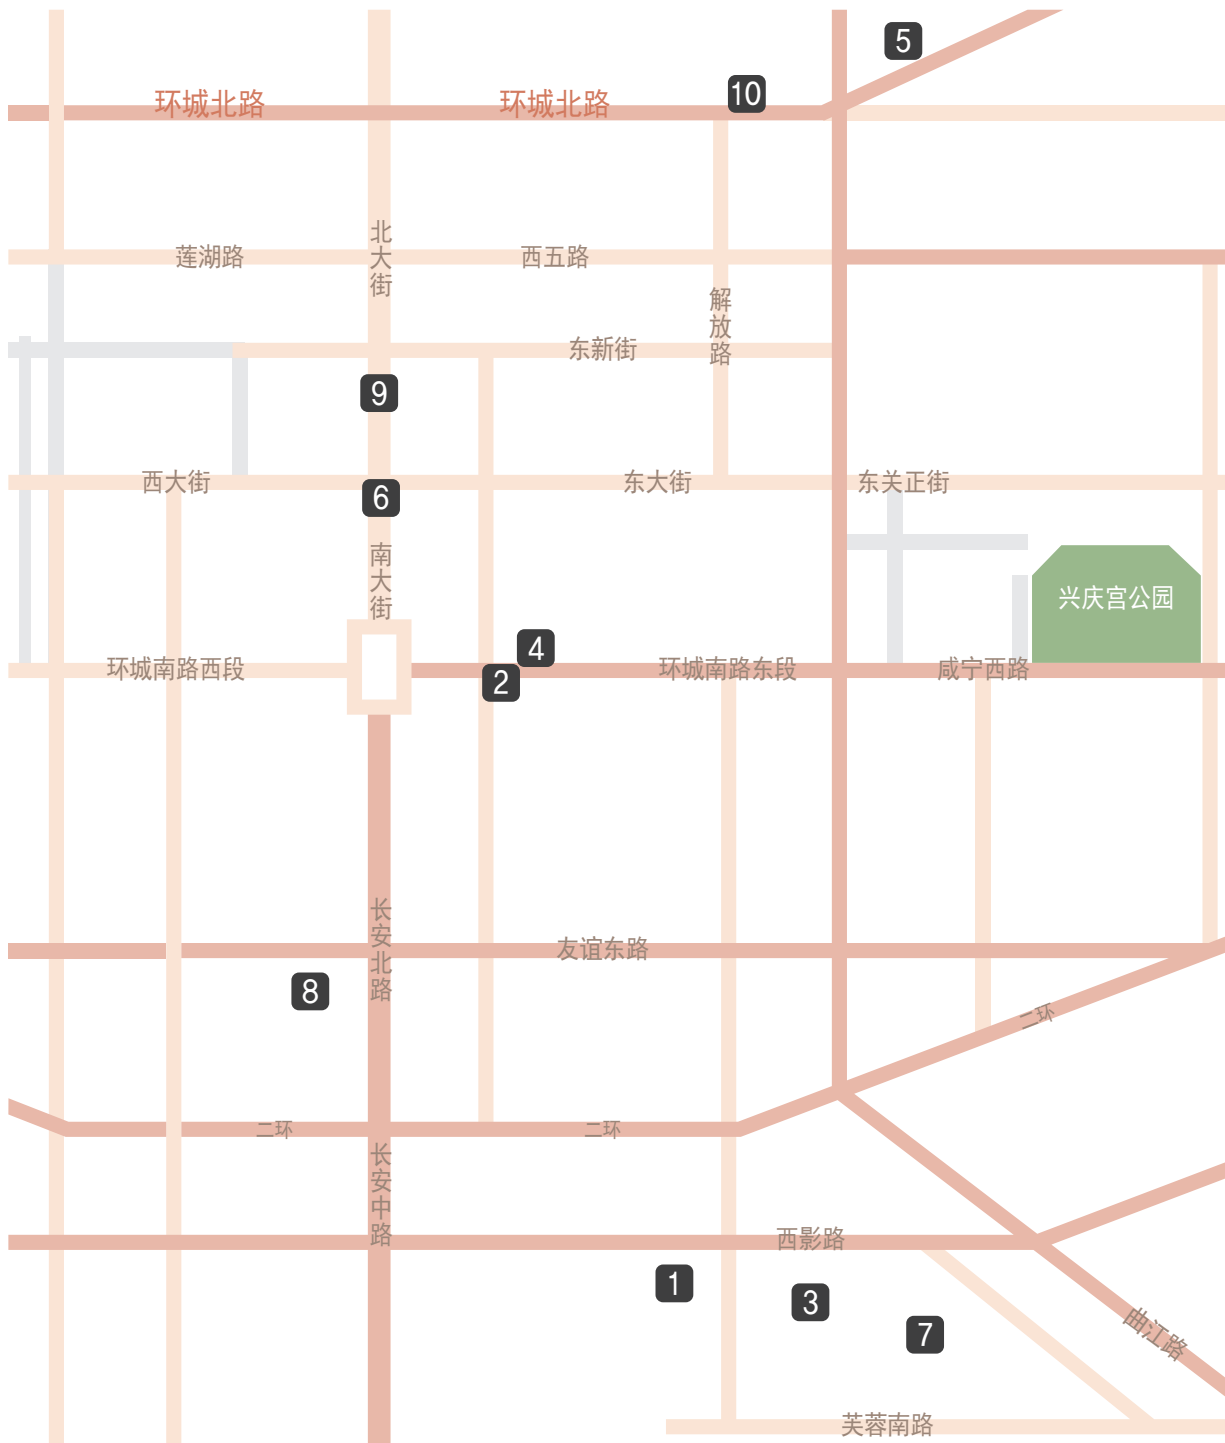 5
10
环城北路
环城北路
北大街
莲湖路
西五路
解放路
东新街
9
西大街
东大街
东关正街
6
南大街
兴庆宫公园
4
环城南路西段
环城南路东段
咸宁西路
2
长安北路
友谊东路
8
二环
二环
二环
长安中路
西影路
1
3
7
曲江路
芙蓉南路